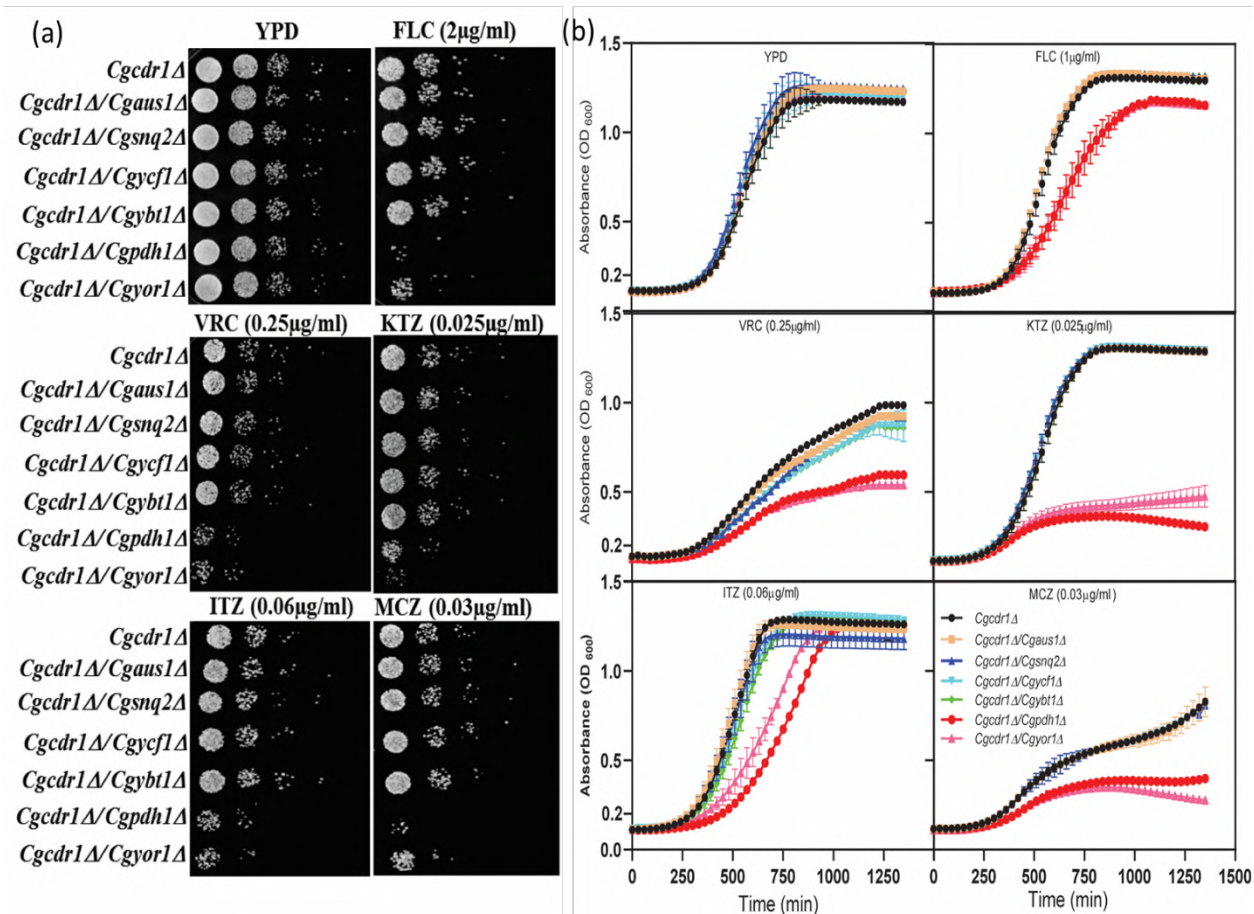 (a)
YPD
FLC (2μg/ml)
Cgcdr1Δ
Cgcdr1Δ/Cgaus1Δ
Cgcdr1Δ/Cgsnq2Δ
Cgcdr1Δ/Cgycf1Δ
Cgcdr1Δ/Cgybt1Δ
Cgcdr1Δ/Cgpdh1Δ
Cgcdr1Δ/Cgyor1Δ
VRC (0.25μg/ml)
KTZ (0.025μg/ml)
Cgcdr1Δ
Cgcdr1Δ/Cgaus1Δ
Cgcdr1Δ/Cgsnq2Δ
Cgcdr1Δ/Cgycf1Δ
Cgcdr1Δ/Cgybt1Δ
Cgcdr1Δ/Cgpdh1Δ
Cgcdr1Δ/Cgyor1Δ
ITZ (0.06μg/ml)
MCZ (0.03μg/ml)
Cgcdr1Δ
Cgcdr1Δ/Cgaus1Δ
Cgcdr1Δ/Cgsnq2Δ
Cgcdr1Δ/Cgycf1Δ
Cgcdr1Δ/Cgybt1Δ
Cgcdr1Δ/Cgpdh1Δ
Cgcdr1Δ/Cgyor1Δ
(b)
YPD
FLC (1μg/ml)
Absorbance (OD 600)
1.5
1.0
0.5
0.2
VRC (0.25μg/ml)
KTZ (0.025μg/ml)
Absorbance (OD 600)
1.5
1.0
0.5
0.2
ITZ (0.06μg/ml)
MCZ (0.03μg/ml)
Absorbance (OD 600)
1.5
1.0
0.5
0.2
0.0
Cgcdr1Δ
Cgcdr1Δ/Cgaus1Δ
Cgcdr1Δ/Cgsnq2Δ
Cgcdr1Δ/Cgycf1Δ
Cgcdr1Δ/Cgybt1Δ
Cgcdr1Δ/Cgpdh1Δ
Cgcdr1Δ/Cgyor1Δ
0 250 500 750 1000 1250
0 250 500 750 1000 1250 1500
Time (min)
Time (min)